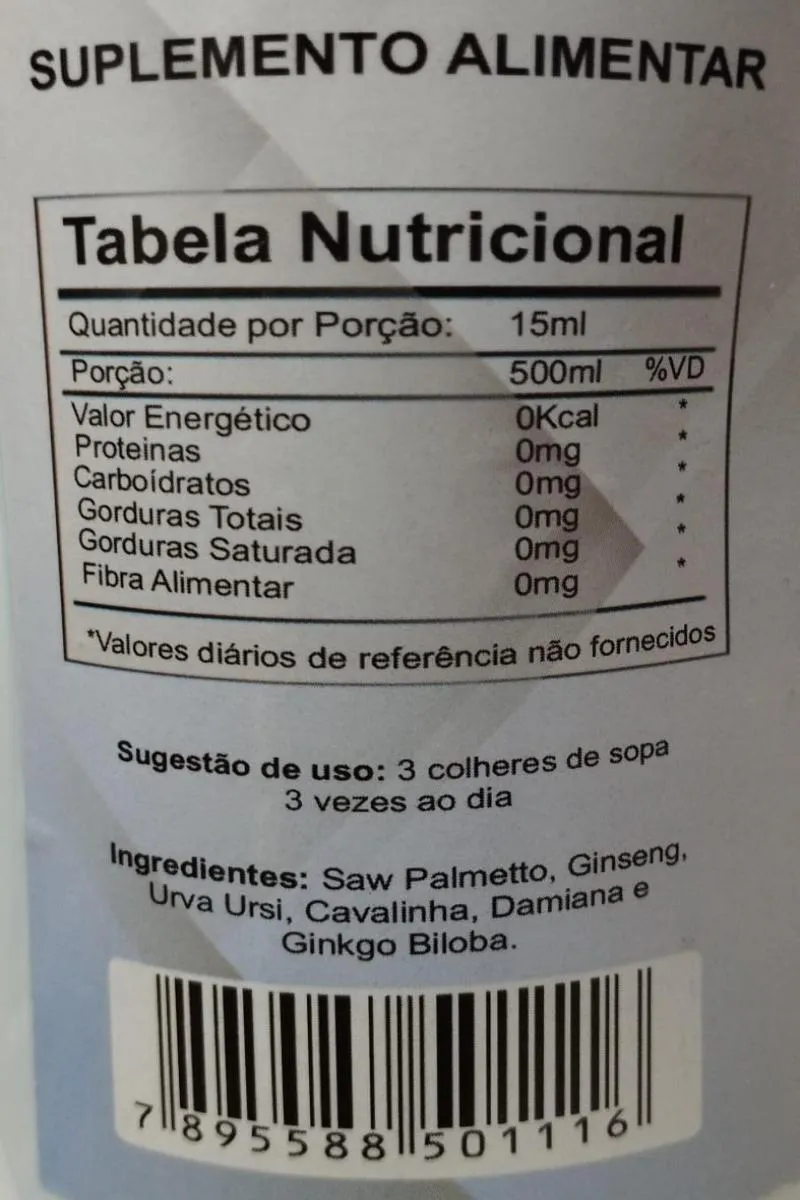 SUPLEMENTO ALIMENTAR
Tabela Nutricional
Quantidade por Porção: 15ml
Porção: 500ml %VD
Valor Energético 0Kcal *
Proteinas 0mg *
Carboídratos 0mg *
Gorduras Totais 0mg *
Gorduras Saturada 0mg *
Fibra Alimentar 0mg *
*Valores diários de referência não fornecidos
Sugestão de uso: 3 colheres de sopa
3 vezes ao dia
Ingredientes: Saw Palmetto, Ginseng,
Urva Ursi, Cavalinha, Damiana e
Ginkgo Biloba.
7 895588 501116